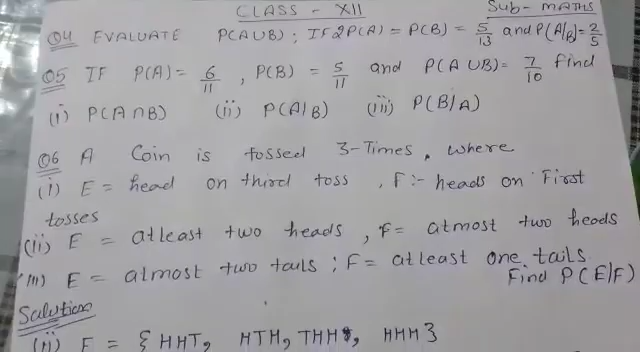 CLASS - XII Sub- MATHS
Q4 EVALUATE P(AUB); IF 2P(A) = P(B) = 5/13 and P(A|B)=2/5
Q5 IF P(A)= 6/11, P(B) = 5/11 and P(A∪B)= 7/10 find
(i) P(A∩B) (ii) P(A|B) (iii) P(B/A)
Q6 A Coin is tossed 3-Times, where
(i) E = head on third toss, F:- heads on First
tosses
(ii) E = atleast two heads, F= atmost two heads
(iii) E = atmost two tails; F= atleast one tails
Find P(E/F)
Solution
(ii) E = {HHT, HTH, THH, HHH}